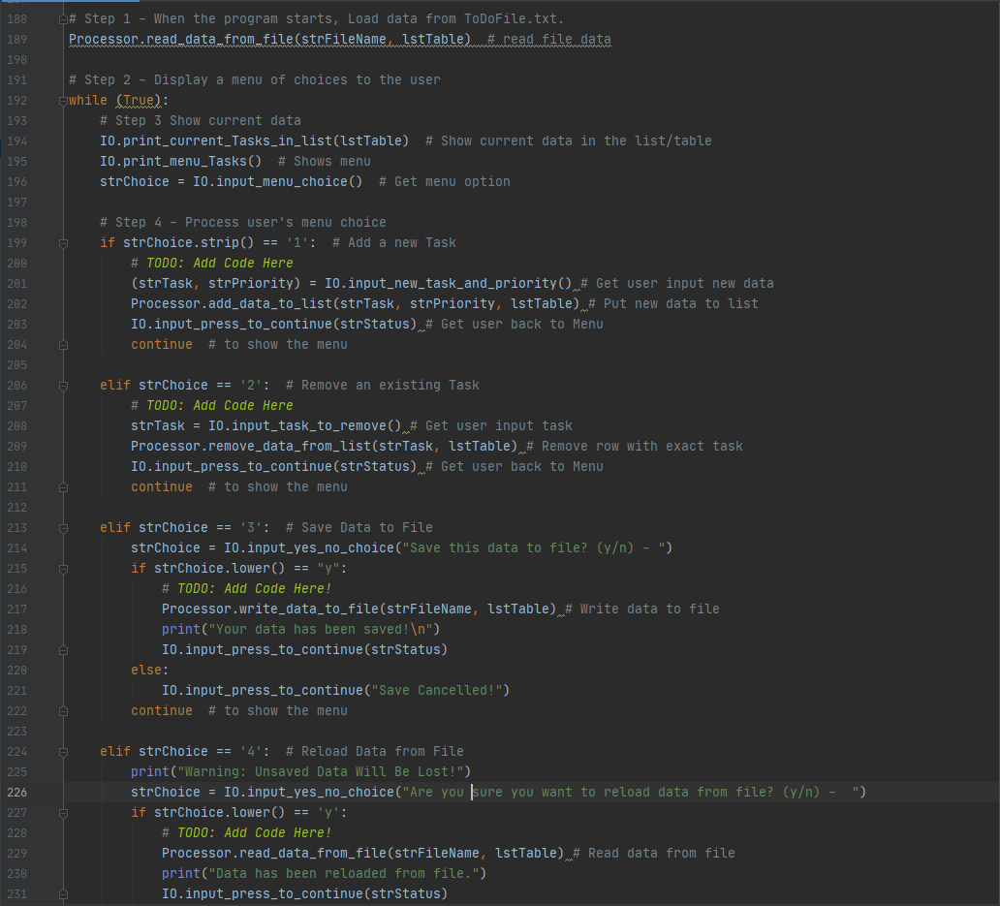 188 # Step 1 - When the program starts, Load data from ToDoFile.txt.
189 Processor.read_data_from_file(strFileName, lstTable)  # read file data
190
191 # Step 2 - Display a menu of choices to the user
192 while (True):
193     # Step 3 Show current data
194     IO.print_current_Tasks_in_list(lstTable)  # Show current data in the list/table
195     IO.print_menu_Tasks()  # Shows menu
196     strChoice = IO.input_menu_choice()  # Get menu option
197
198     # Step 4 - Process user's menu choice
199     if strChoice.strip() == '1':  # Add a new Task
200         # TODO: Add Code Here
201         (strTask, strPriority) = IO.input_new_task_and_priority() # Get user input new data
202         Processor.add_data_to_list(strTask, strPriority, lstTable) # Put new data to list
203         IO.input_press_to_continue(strStatus) # Get user back to Menu
204         continue  # to show the menu
205
206     elif strChoice == '2':  # Remove an existing Task
207         # TODO: Add Code Here
208         strTask = IO.input_task_to_remove() # Get user input task
209         Processor.remove_data_from_list(strTask, lstTable) # Remove row with exact task
210         IO.input_press_to_continue(strStatus) # Get user back to Menu
211         continue  # to show the menu
212
213     elif strChoice == '3':  # Save Data to File
214         strChoice = IO.input_yes_no_choice("Save this data to file? (y/n) - ")
215         if strChoice.lower() == "y":
216             # TODO: Add Code Here!
217             Processor.write_data_to_file(strFileName, lstTable) # Write data to file
218             print("Your data has been saved!\n")
219             IO.input_press_to_continue(strStatus)
220         else:
221             IO.input_press_to_continue("Save Cancelled!")
222         continue  # to show the menu
223
224     elif strChoice == '4':  # Reload Data from File
225         print("Warning: Unsaved Data Will Be Lost!")
226         strChoice = IO.input_yes_no_choice("Are you sure you want to reload data from file? (y/n) -  ")
227         if strChoice.lower() == 'y':
228             # TODO: Add Code Here!
229             Processor.read_data_from_file(strFileName, lstTable) # Read data from file
230             print("Data has been reloaded from file.")
231             IO.input_press_to_continue(strStatus)